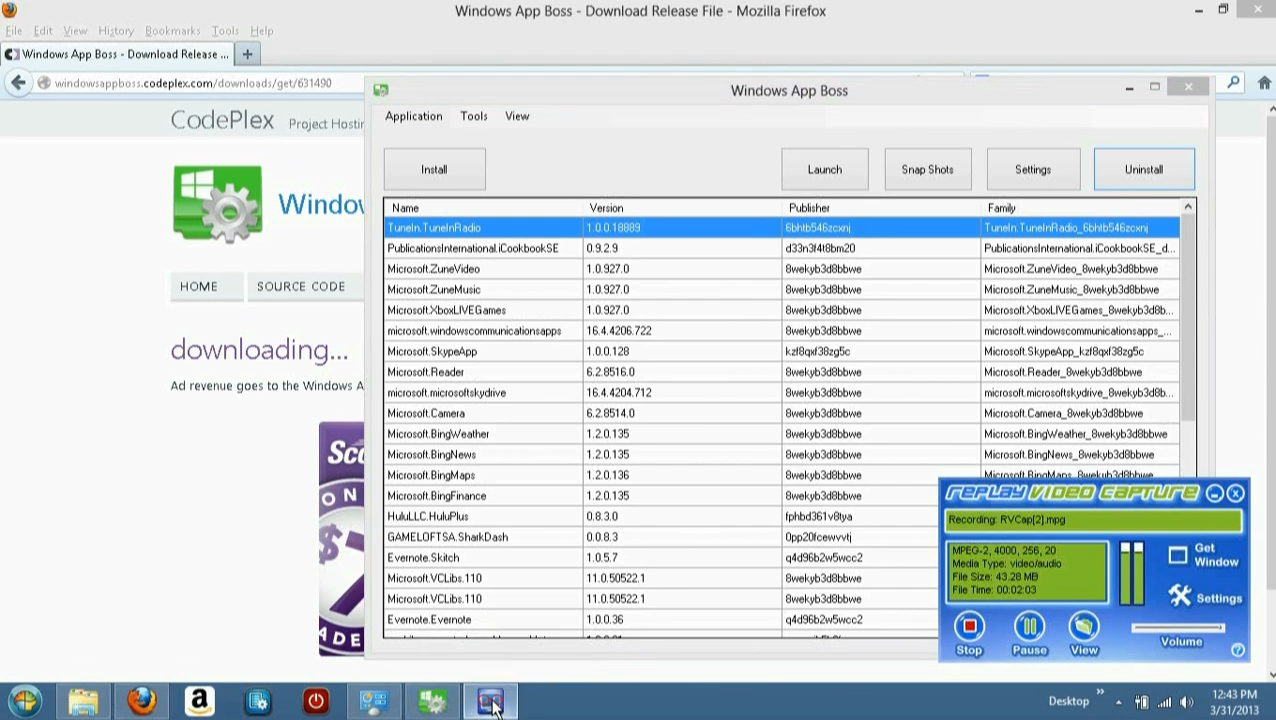 Windows App Boss - Download Release File - Mozilla Firefox
File Edit View History Bookmarks Tools Help
Windows App Boss - Download Release ... +
windowsappboss.codeplex.com/downloads/get/631490
CodePlex Project Hostin
Windo
HOME SOURCE CODE
downloading...
Ad revenue goes to the Windows A
Windows App Boss
Application Tools View
Install Launch Snap Shots Settings Uninstall
Name Version Publisher Family
TuneIn.TuneInRadio 1.0.0.18889 6bhtb546zcxnj TuneIn.TuneInRadio_6bhtb546zcxnj
PublicationsInternational.iCookbookSE 0.9.2.9 d33n3f4t8bm20 PublicationsInternational.iCookbookSE_d...
Microsoft.ZuneVideo 1.0.927.0 8wekyb3d8bbwe Microsoft.ZuneVideo_8wekyb3d8bbwe
Microsoft.ZuneMusic 1.0.927.0 8wekyb3d8bbwe Microsoft.ZuneMusic_8wekyb3d8bbwe
Microsoft.XboxLIVEGames 1.0.927.0 8wekyb3d8bbwe Microsoft.XboxLIVEGames_8wekyb3d8b...
microsoft.windowscommunicationsapps 16.4.4206.722 8wekyb3d8bbwe microsoft.windowscommunicationsapps_...
Microsoft.SkypeApp 1.0.0.128 kzf8qxf38zg5c Microsoft.SkypeApp_kzf8qxf38zg5c
Microsoft.Reader 6.2.8516.0 8wekyb3d8bbwe Microsoft.Reader_8wekyb3d8bbwe
microsoft.microsoftskydrive 16.4.4204.712 8wekyb3d8bbwe microsoft.microsoftskydrive_8wekyb3d8b...
Microsoft.Camera 6.2.8514.0 8wekyb3d8bbwe Microsoft.Camera_8wekyb3d8bbwe
Microsoft.BingWeather 1.2.0.135 8wekyb3d8bbwe Microsoft.BingWeather_8wekyb3d8bbwe
Microsoft.BingNews 1.2.0.135 8wekyb3d8bbwe Microsoft.BingNews_8wekyb3d8bbwe
Microsoft.BingMaps 1.2.0.136 8wekyb3d8bbwe Microsoft.BingMaps_8wekyb3d8bbwe
Microsoft.BingFinance 1.2.0.135 8wekyb3d8bbwe
HuluLLC.HuluPlus 0.8.3.0 fphbd361v8tya
GAMELOFTSA.SharkDash 0.0.8.3 0pp20fcewvvtj
Evernote.Skitch 1.0.5.7 q4d96b2w5wcc2
Microsoft.VCLibs.110 11.0.50522.1 8wekyb3d8bbwe
Microsoft.VCLibs.110 11.0.50522.1 8wekyb3d8bbwe
Evernote.Evernote 1.0.0.36 q4d96b2w5wcc2
REPLAY VIDEO CAPTURE
Recording: RVCap[2].mpg
MPEG-2, 4000, 256, 20
Media Type: video/audio
File Size: 43.28 MB
File Time: 00:02:03
Get Window
Settings
Stop Pause View Volume
Desktop
12:43 PM
3/31/2013